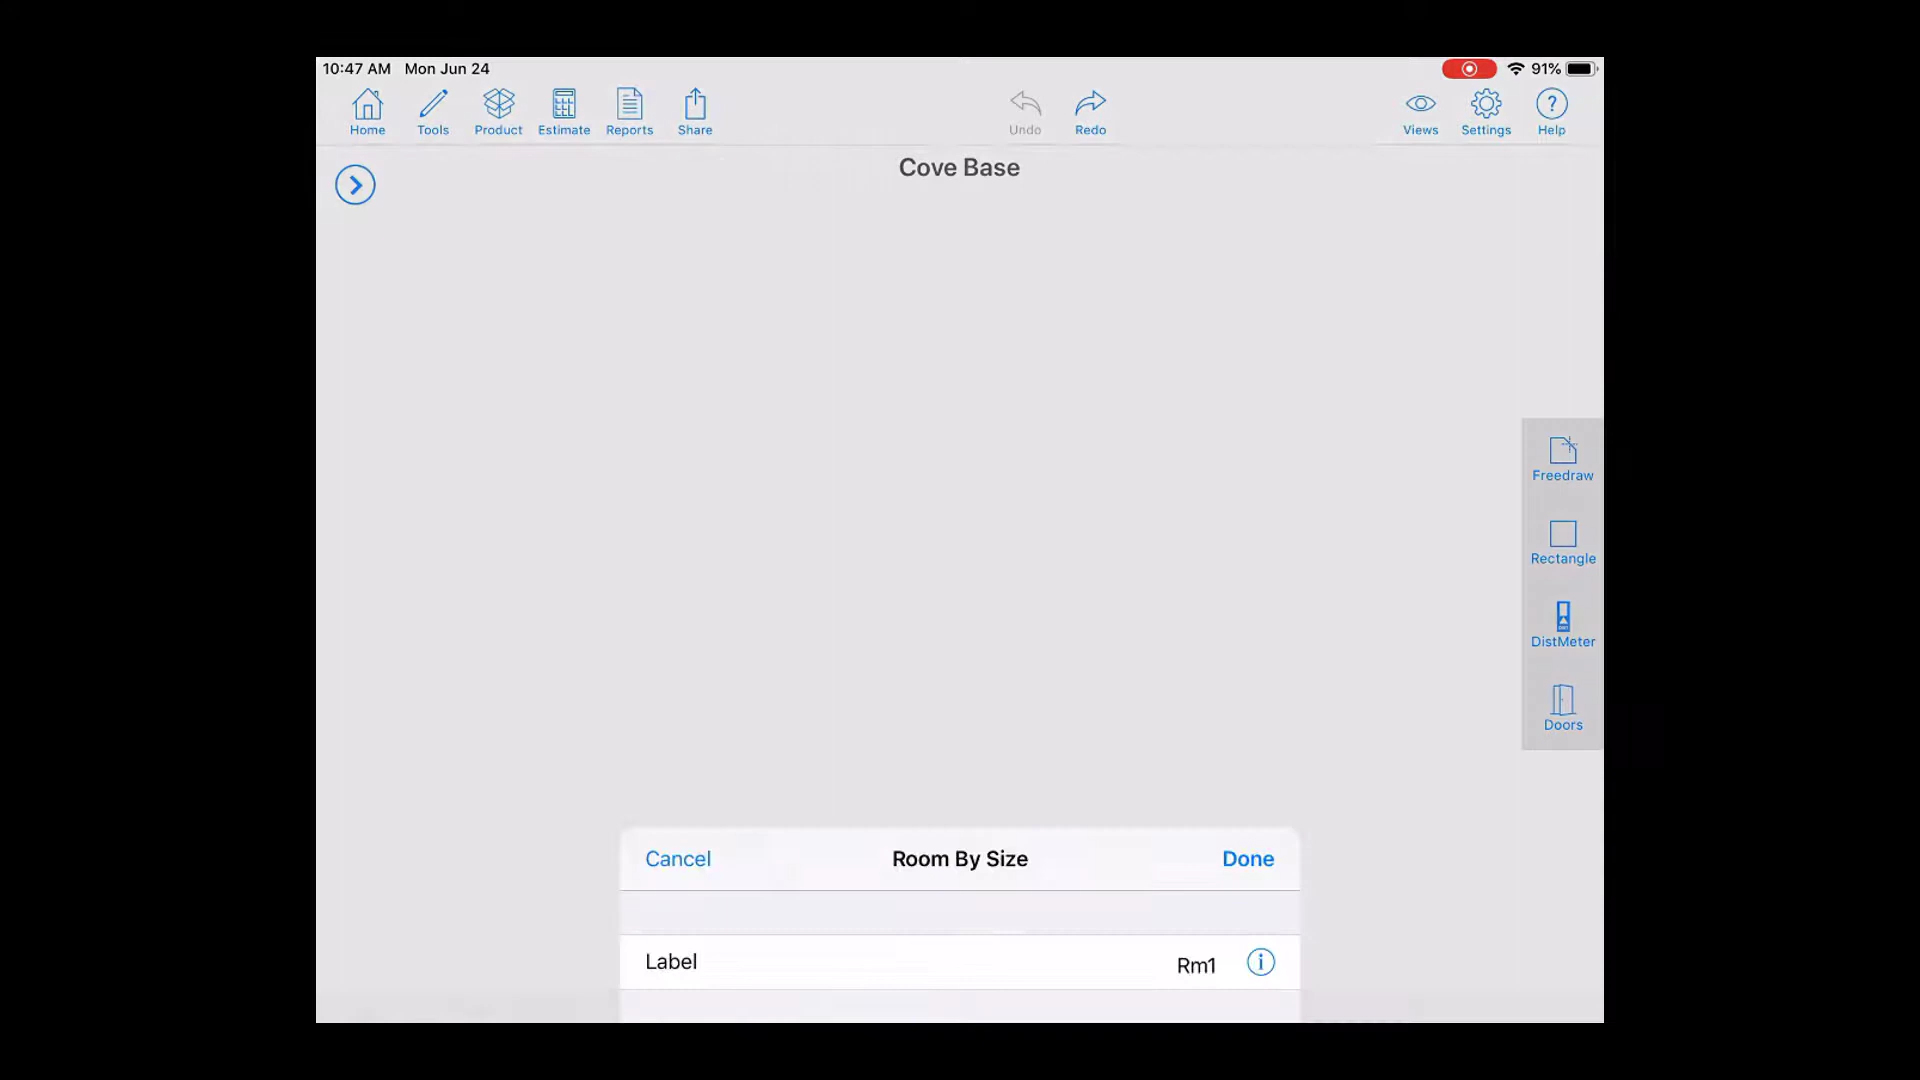 10:47 AM Mon Jun 24
91%
Home Tools Product Estimate Reports Share Undo Redo Views Settings ? Help
Cove Base
Freedraw
Rectangle
DistMeter
Doors
Cancel Room By Size Done
Label Rm1 i